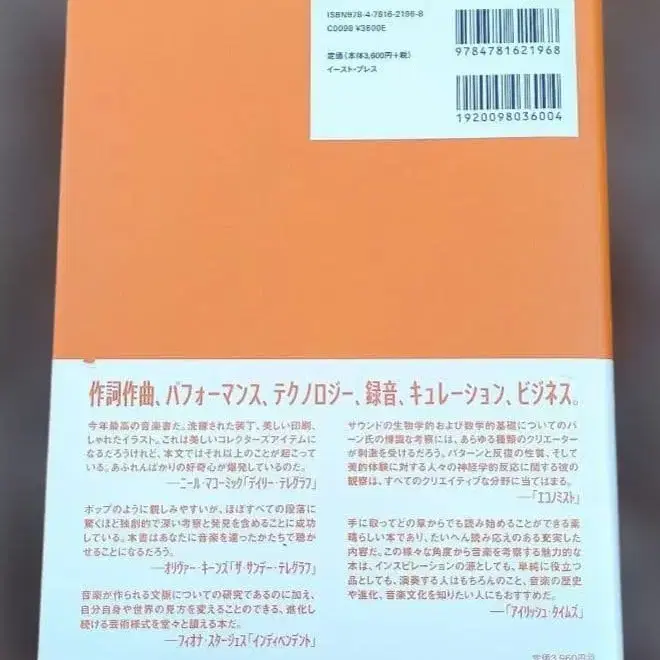 ISBN978-4-7816-2196-8
C0098 ¥3600E
定価(本体3,600円+税)
イースト・プレス
9784781621968
1920098036004
作詞作曲、パフォーマンス、テクノロジー、録音、キュレーション、ビジネス。
今年最高の音楽書だ。洗練された装丁、美しい印刷、
しゃれたイラスト。これは美しいコレクターズアイテムに
なるだろうけれど、本文ではそれ以上のことが起こって
いる。あふれんばかりの好奇心が爆発しているのだ。
──ニール・マコーミック「デイリー・テレグラフ」
ポップのように親しみやすいが、ほぼすべての段落に
驚くほど独創的で深い考察と発見を含めることに成功
している。本書はあなたに音楽を違ったかたちで聴か
せることになるだろう。
──オリヴァー・キーンズ「ザ・サンデー・テレグラフ」
音楽が作られる文脈についての研究であるのに加え、
自分自身や世界の見方を変えることのできる、進化し
続ける芸術様式を堂々と讃える本だ。
──フィオナ・スタージェス「インディペンデント」
サウンドの生物学的および数学的基礎についてのバ
ーン氏の博識な考察には、あらゆる種類のクリエーター
が刺激を受けるだろう。パターンと反復の性質、そして
美的体験に対する人々の神経学的反応に関する彼の
観察は、すべてのクリエイティブな分野に当てはまる。
──「エコノミスト」
手に取ってどの章からでも読み始めることができる素
晴らしい本であり、たいへん読み応えのある充実した
内容だ。この様々な角度から音楽を考察する魅力的な
本は、インスピレーションの源としても、単純に役立つ
品としても、演奏する人はもちろんのこと、音楽の歴史
や進化、音楽文化を知りたい人にもおすすめだ。
──「アイリッシュ・タイムズ」
定価3,960円